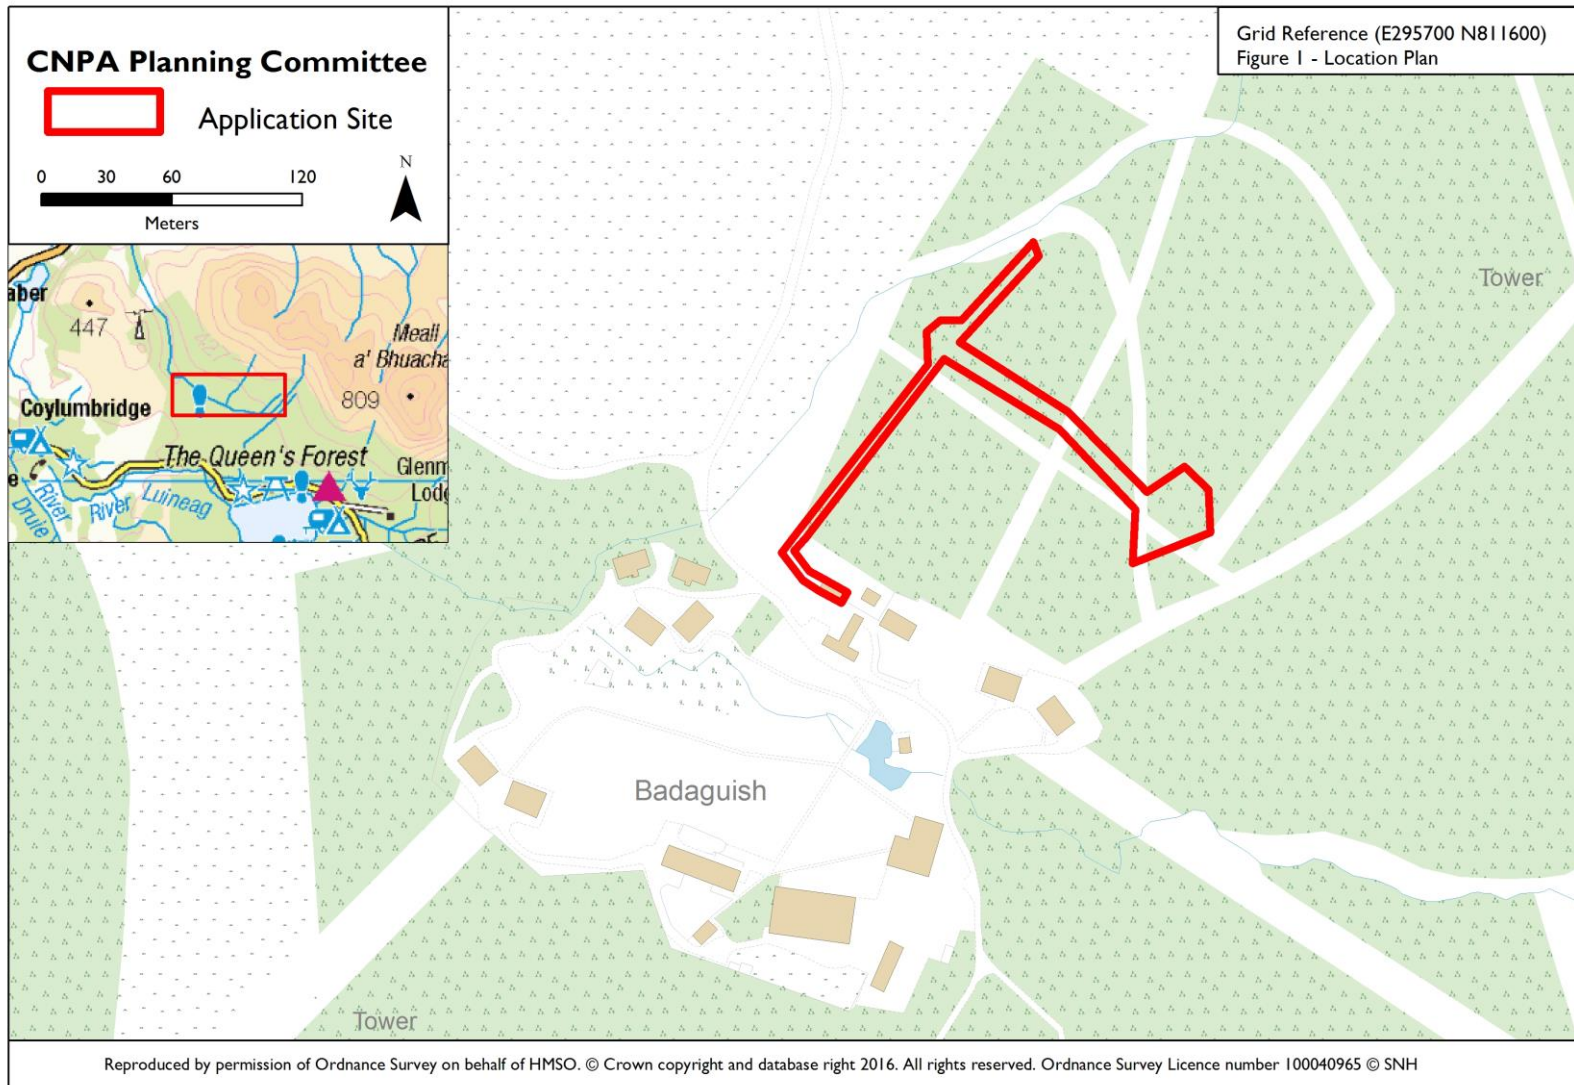 CNPA Planning Committee
Application Site
N
0 30 60 120
Meters
Grid Reference (E295700 N811600)
Figure 1 - Location Plan
aber
447
427
Meall
a' Bhuacha
809
Coylumbridge
The Queen's Forest
Glenm
Lodg
e
River
Druie
River
Luineag
Tower
Badaguish
Tower
Reproduced by permission of Ordnance Survey on behalf of HMSO. © Crown copyright and database right 2016. All rights reserved. Ordnance Survey Licence number 100040965 © SNH